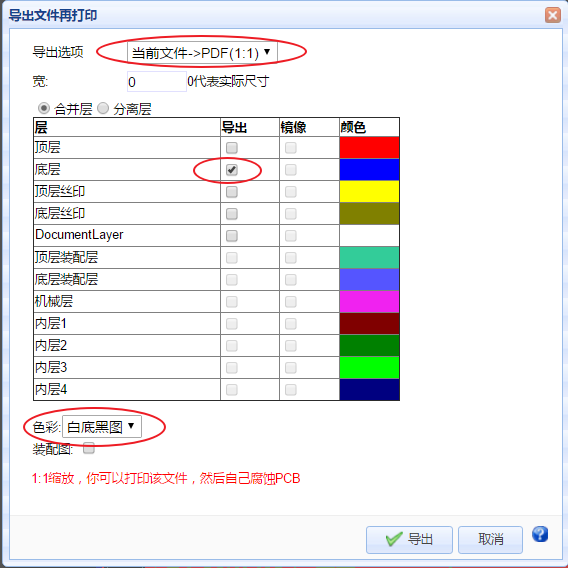 导出文件再打印
导出选项 当前文件->PDF(1:1)
宽: 0 0代表实际尺寸
合并层 分离层
层 导出 镜像 颜色
顶层
底层
顶层丝印
底层丝印
DocumentLayer
顶层装配层
底层装配层
机械层
内层1
内层2
内层3
内层4
色彩: 白底黑图
装配图:
1:1缩放，你可以打印该文件，然后自己腐蚀PCB
导出 取消 ?